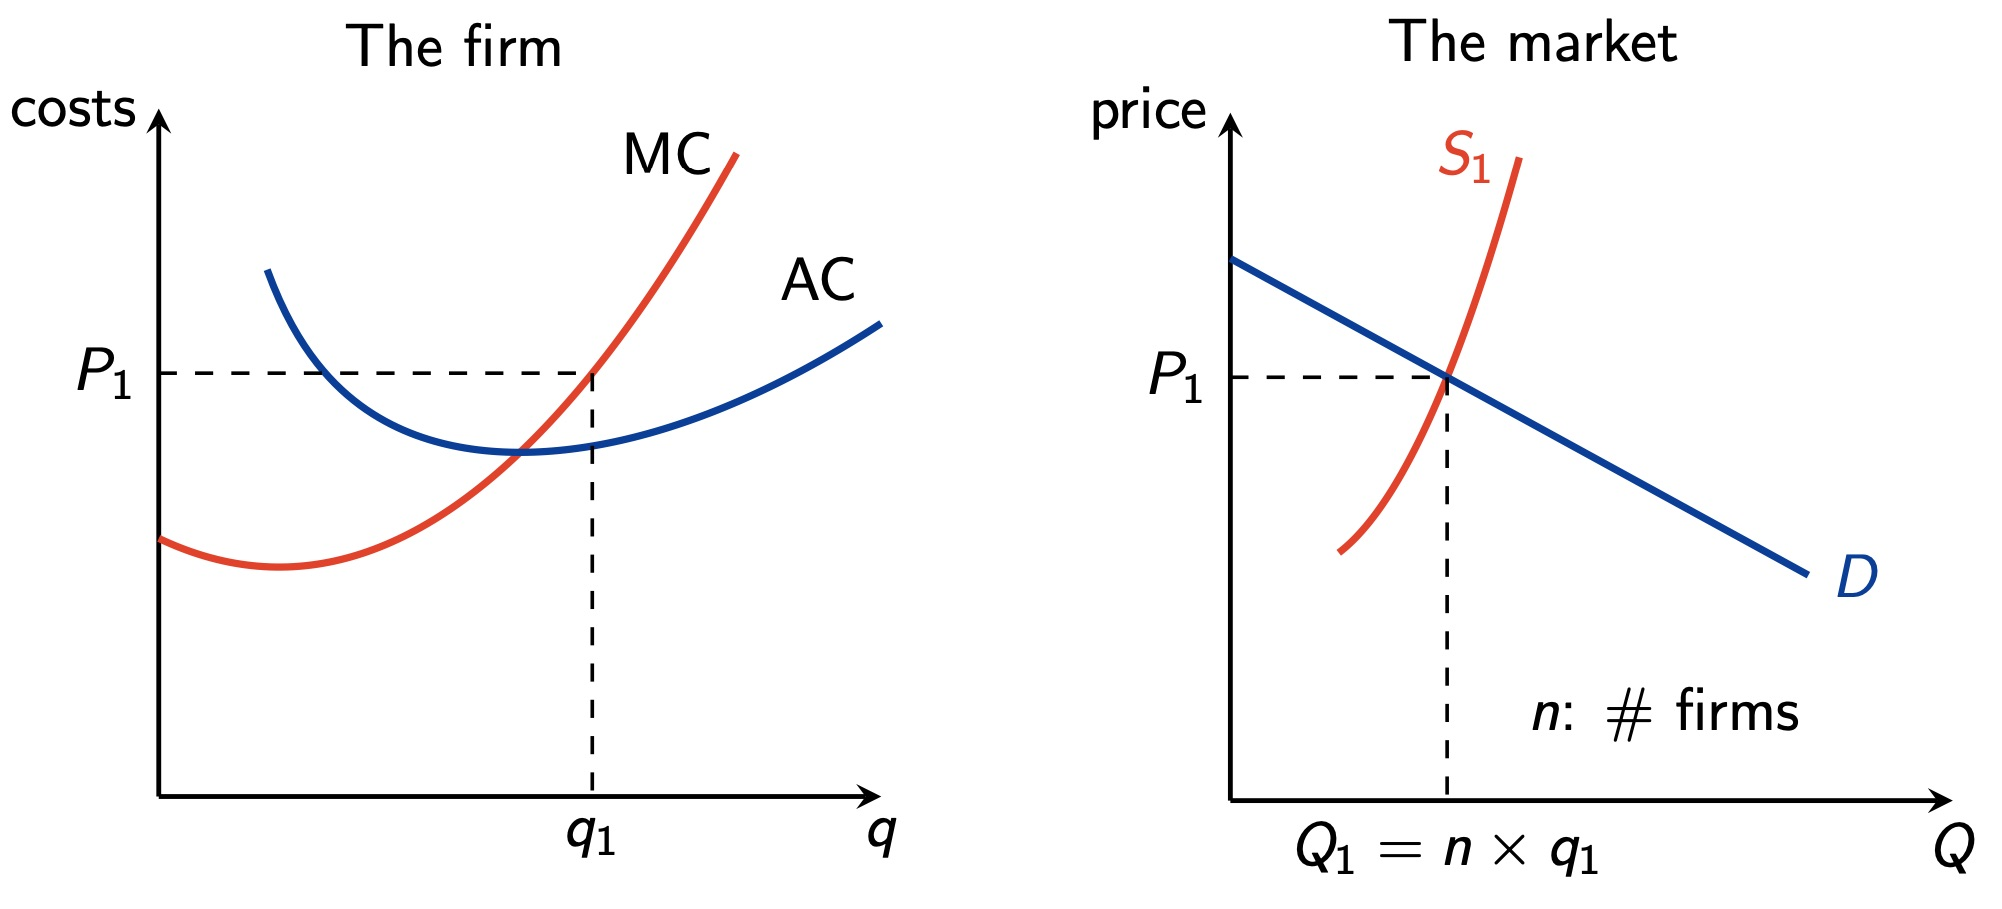 The firm
costs
MC
AC
P₁
q₁
q
The market
price
S₁
P₁
D
n: # firms
Q₁ = n × q₁
Q